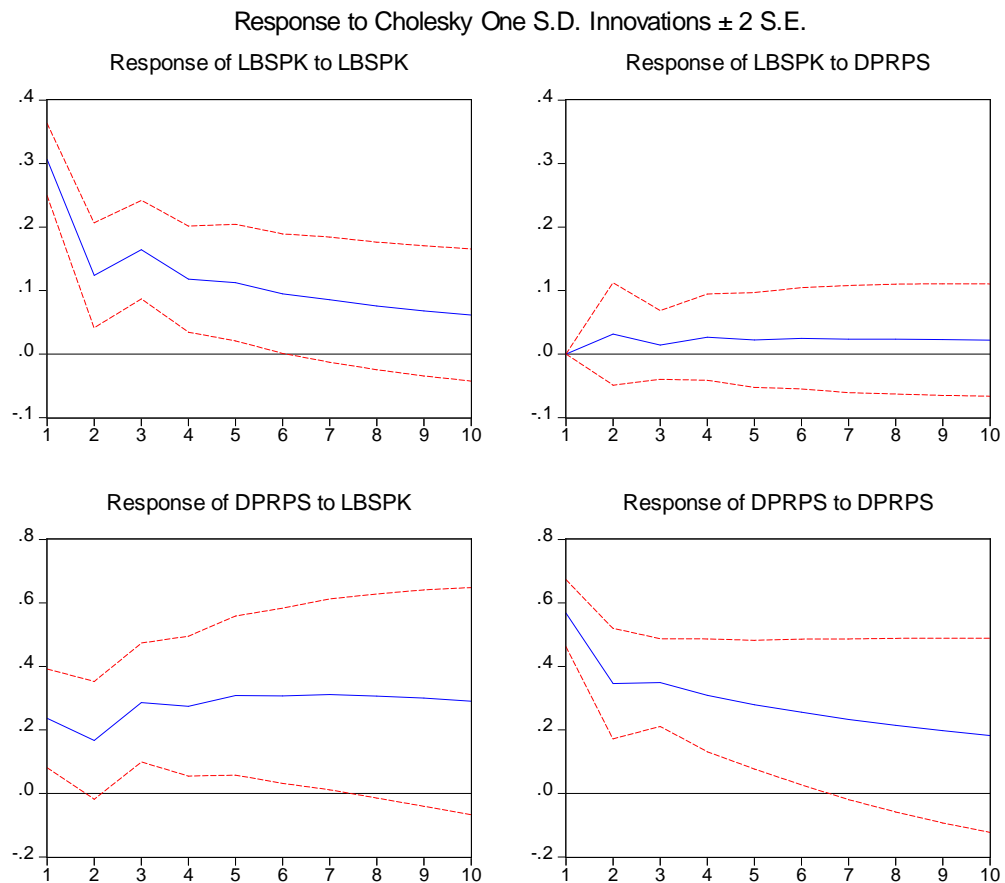 Response to Cholesky One S.D. Innovations ± 2 S.E.
Response of LBSPK to LBSPK
.4
.3
.2
.1
.0
-.1
1 2 3 4 5 6 7 8 9 10
Response of LBSPK to DPRPS
.4
.3
.2
.1
.0
-.1
1 2 3 4 5 6 7 8 9 10
Response of DPRPS to LBSPK
.8
.6
.4
.2
.0
-.2
1 2 3 4 5 6 7 8 9 10
Response of DPRPS to DPRPS
.8
.6
.4
.2
.0
-.2
1 2 3 4 5 6 7 8 9 10